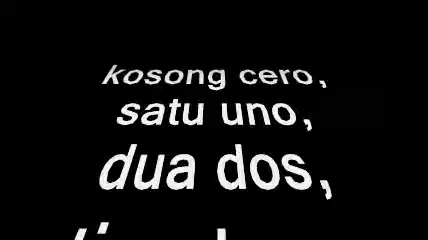 kosong cero,
satu uno,
dua dos,